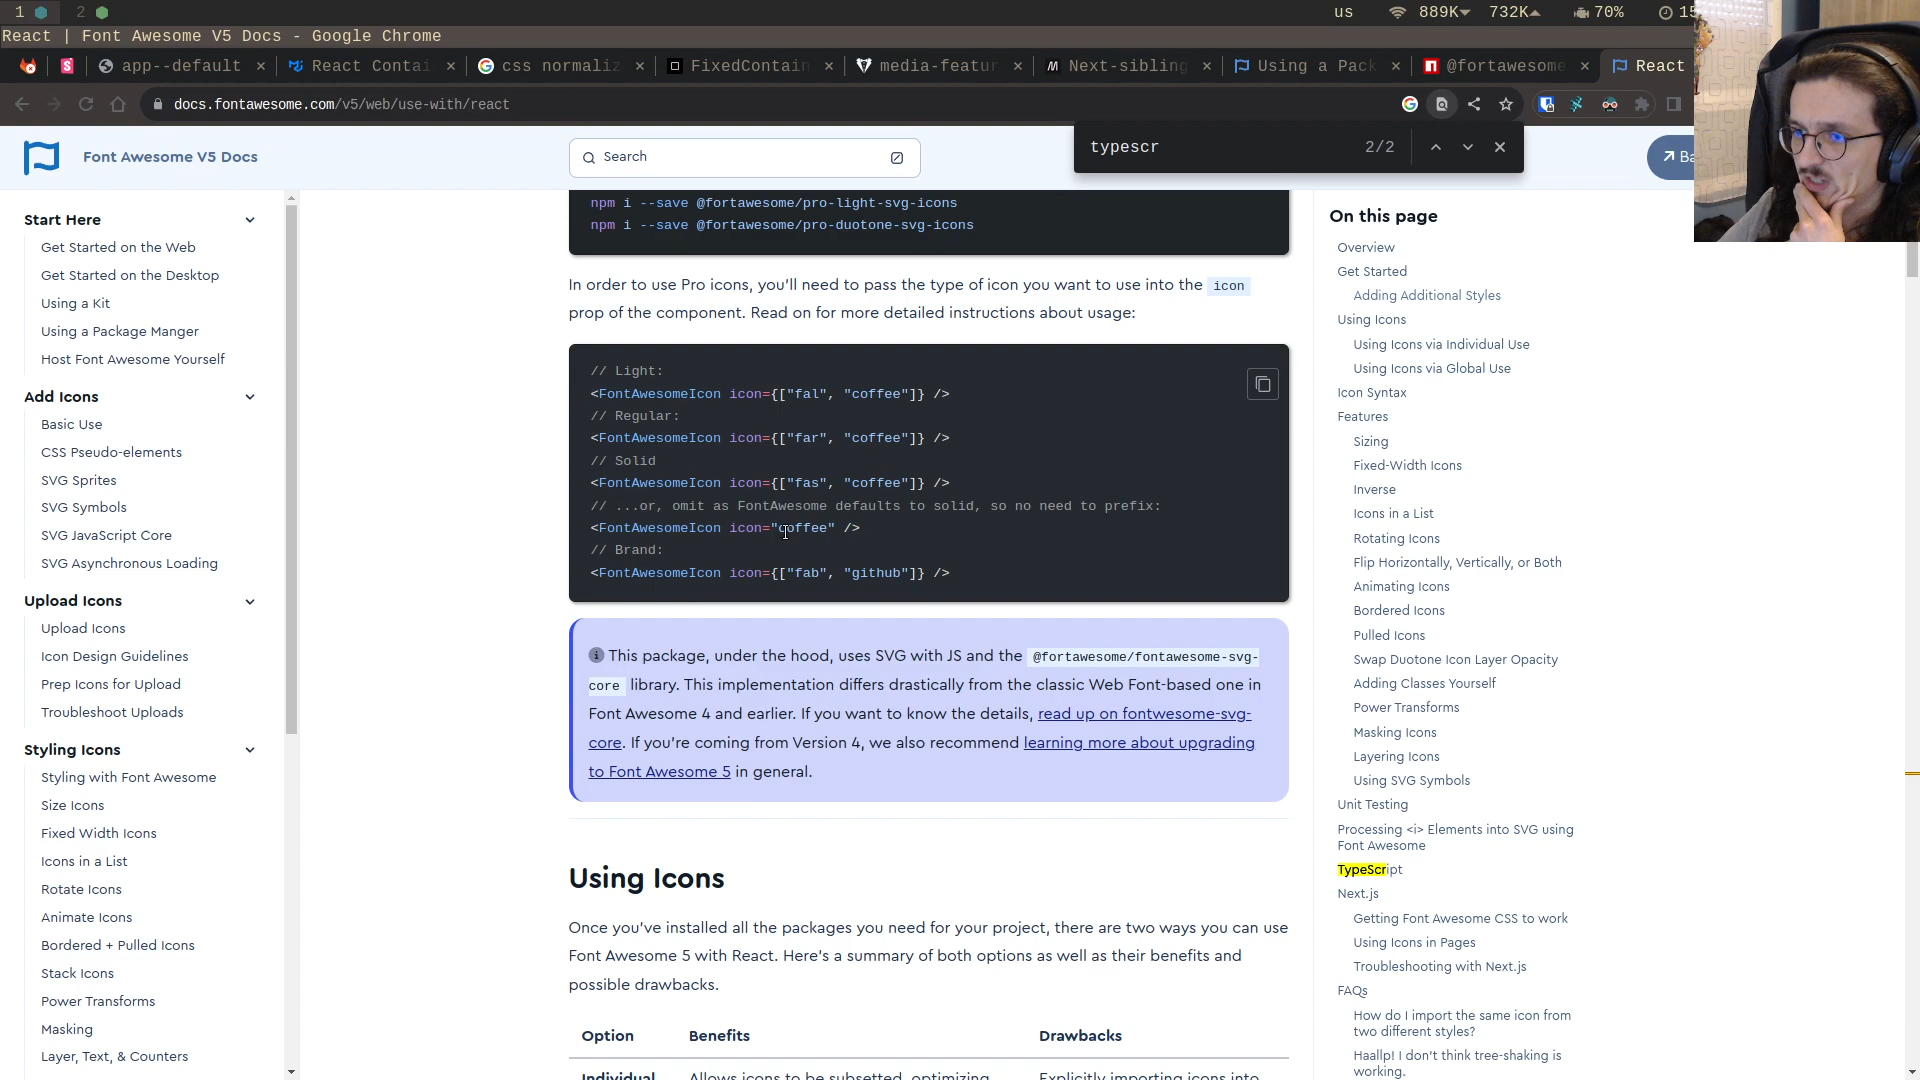 1 2 us 889K 732K 70% 15
React | Font Awesome V5 Docs - Google Chrome
app--default React Contai css normaliz FixedContain media-featur Next-sibling Using a Pack @fortawesome React
docs.fontawesome.com/v5/web/use-with/react
typescr 2/2
Font Awesome V5 Docs
Search
Start Here
Get Started on the Web
Get Started on the Desktop
Using a Kit
Using a Package Manger
Host Font Awesome Yourself
Add Icons
Basic Use
CSS Pseudo-elements
SVG Sprites
SVG Symbols
SVG JavaScript Core
SVG Asynchronous Loading
Upload Icons
Upload Icons
Icon Design Guidelines
Prep Icons for Upload
Troubleshoot Uploads
Styling Icons
Styling with Font Awesome
Size Icons
Fixed Width Icons
Icons in a List
Rotate Icons
Animate Icons
Bordered + Pulled Icons
Stack Icons
Power Transforms
Masking
Layer, Text, & Counters
npm i --save @fortawesome/pro-light-svg-icons
npm i --save @fortawesome/pro-duotone-svg-icons
In order to use Pro icons, you'll need to pass the type of icon you want to use into the icon
prop of the component. Read on for more detailed instructions about usage:
// Light:
<FontAwesomeIcon icon={["fal", "coffee"]} />
// Regular:
<FontAwesomeIcon icon={["far", "coffee"]} />
// Solid
<FontAwesomeIcon icon={["fas", "coffee"]} />
// ...or, omit as FontAwesome defaults to solid, so no need to prefix:
<FontAwesomeIcon icon="coffee" />
// Brand:
<FontAwesomeIcon icon={["fab", "github"]} />
This package, under the hood, uses SVG with JS and the @fortawesome/fontawesome-svg-
core library. This implementation differs drastically from the classic Web Font-based one in
Font Awesome 4 and earlier. If you want to know the details, read up on fontwesome-svg-
core. If you're coming from Version 4, we also recommend learning more about upgrading
to Font Awesome 5 in general.
Using Icons
Once you've installed all the packages you need for your project, there are two ways you can use
Font Awesome 5 with React. Here's a summary of both options as well as their benefits and
possible drawbacks.
Option Benefits Drawbacks
Individual Allows icons to be subsetted, optimizing Explicitly importing icons into
On this page
Overview
Get Started
Adding Additional Styles
Using Icons
Using Icons via Individual Use
Using Icons via Global Use
Icon Syntax
Features
Sizing
Fixed-Width Icons
Inverse
Icons in a List
Rotating Icons
Flip Horizontally, Vertically, or Both
Animating Icons
Bordered Icons
Pulled Icons
Swap Duotone Icon Layer Opacity
Adding Classes Yourself
Power Transforms
Masking Icons
Layering Icons
Using SVG Symbols
Unit Testing
Processing <i> Elements into SVG using
Font Awesome
TypeScript
Next.js
Getting Font Awesome CSS to work
Using Icons in Pages
Troubleshooting with Next.js
FAQs
How do I import the same icon from
two different styles?
Haallp! I don't think tree-shaking is
working.